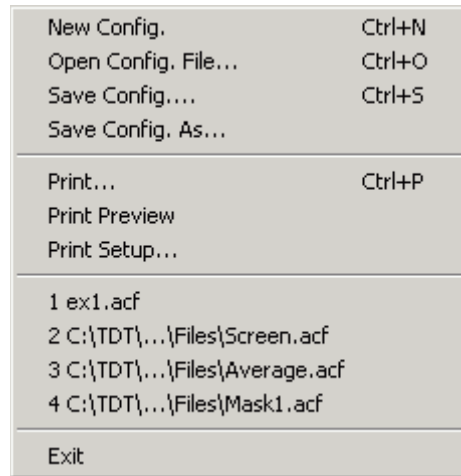 New Config. Ctrl+N
Open Config. File... Ctrl+O
Save Config.... Ctrl+S
Save Config. As...
Print... Ctrl+P
Print Preview
Print Setup...
1 ex1.acf
2 C:\TDT\...\Files\Screen.acf
3 C:\TDT\...\Files\Average.acf
4 C:\TDT\...\Files\Mask1.acf
Exit